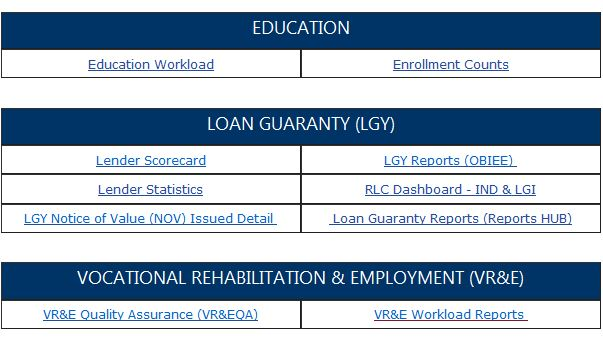 EDUCATION
Education Workload Enrollment Counts
LOAN GUARANTY (LGY)
Lender Scorecard LGY Reports (OBIEE)
Lender Statistics RLC Dashboard - IND & LGI
LGY Notice of Value (NOV) Issued Detail Loan Guaranty Reports (Reports HUB)
VOCATIONAL REHABILITATION & EMPLOYMENT (VR&E)
VR&E Quality Assurance (VR&EQA) VR&E Workload Reports